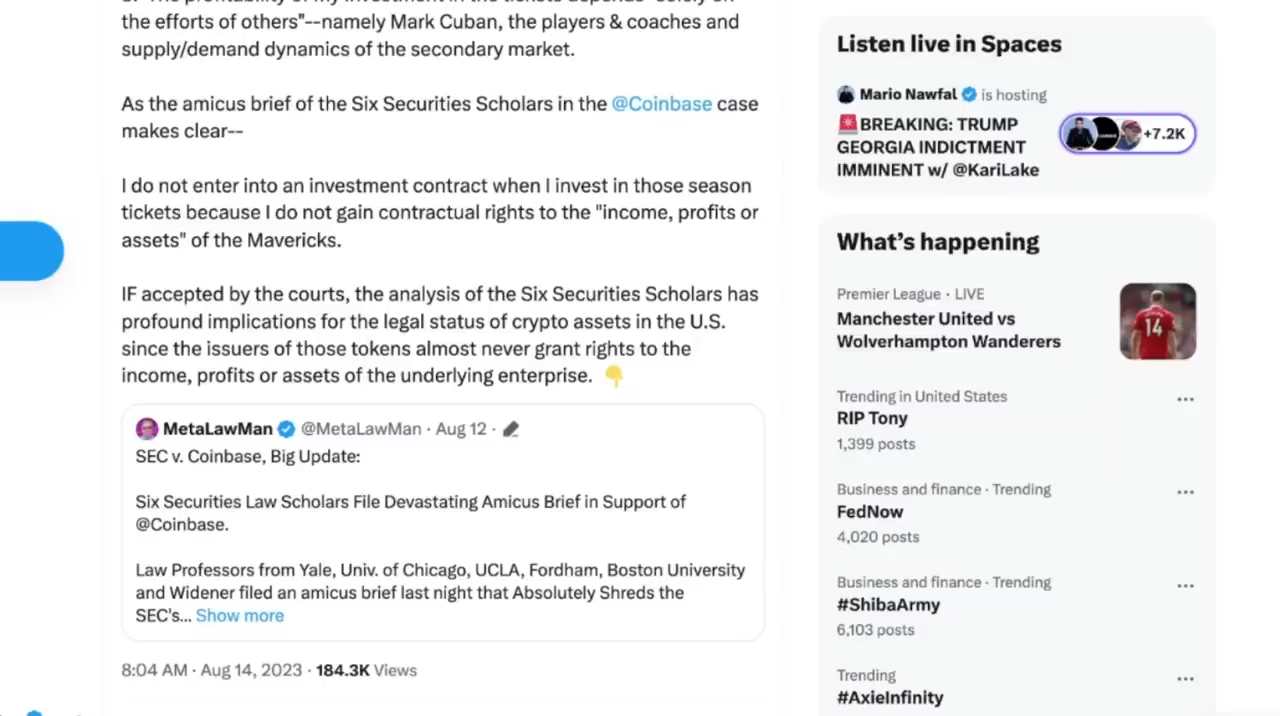 the efforts of others"--namely Mark Cuban, the players & coaches and
supply/demand dynamics of the secondary market.
As the amicus brief of the Six Securities Scholars in the @Coinbase case
makes clear--
I do not enter into an investment contract when I invest in those season
tickets because I do not gain contractual rights to the "income, profits or
assets" of the Mavericks.
IF accepted by the courts, the analysis of the Six Securities Scholars has
profound implications for the legal status of crypto assets in the U.S.
since the issuers of those tokens almost never grant rights to the
income, profits or assets of the underlying enterprise. 👇
MetaLawMan @MetaLawMan · Aug 12 ·
SEC v. Coinbase, Big Update:
Six Securities Law Scholars File Devastating Amicus Brief in Support of
@Coinbase.
Law Professors from Yale, Univ. of Chicago, UCLA, Fordham, Boston University
and Widener filed an amicus brief last night that Absolutely Shreds the
SEC's... Show more
8:04 AM · Aug 14, 2023 · 184.3K Views
Listen live in Spaces
Mario Nawfal is hosting
🚨BREAKING: TRUMP
GEORGIA INDICTMENT
IMMINENT w/ @KariLake
+7.2K
What's happening
Premier League · LIVE
Manchester United vs
Wolverhampton Wanderers
14
Trending in United States
RIP Tony
1,399 posts
Business and finance · Trending
FedNow
4,020 posts
Business and finance · Trending
#ShibaArmy
6,103 posts
Trending
#AxieInfinity